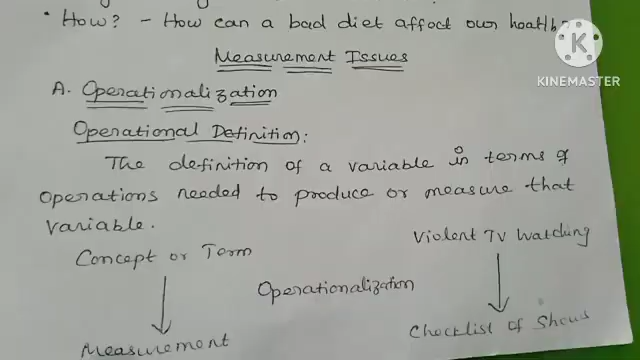 • How? - How can a bad diet affect our health
K
KINEMASTER
Measurement Issues
A. Operationalization
Operational Definition:
The definition of a variable in terms of
operations needed to produce or measure that
variable.
Concept or Term
Violent TV Watching
Operationalization
Measurement
Checklist of Shows